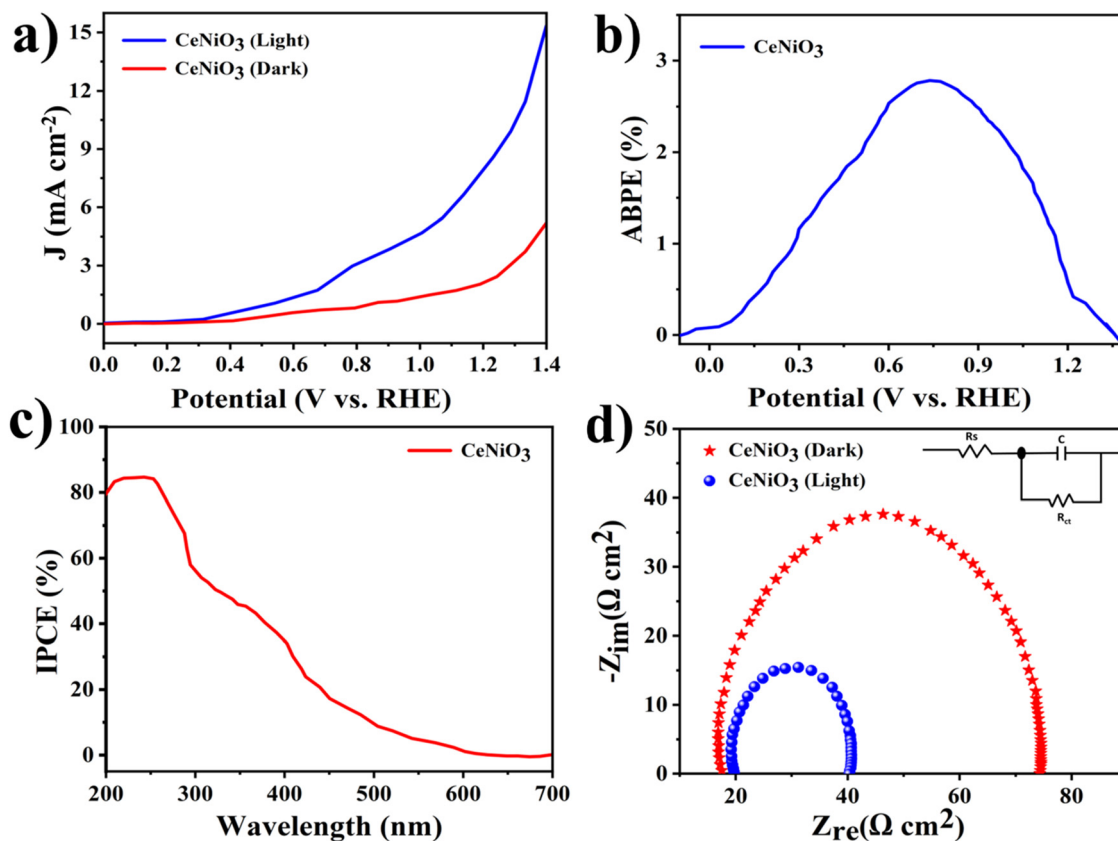 a)
CeNiO₃ (Light)
CeNiO₃ (Dark)
15
12
9
6
3
0
0.0 0.2 0.4 0.6 0.8 1.0 1.2 1.4
J (mA cm⁻²)
Potential (V vs. RHE)
b)
CeNiO₃
3
2
1
0
0.0 0.3 0.6 0.9 1.2
ABPE (%)
Potential (V vs. RHE)
c)
CeNiO₃
100
80
60
40
20
0
200 300 400 500 600 700
IPCE (%)
Wavelength (nm)
d)
CeNiO₃ (Dark)
CeNiO₃ (Light)
Rs
C
Rct
50
40
30
20
10
0
20 40 60 80
-Zim(Ω cm²)
Zre(Ω cm²)